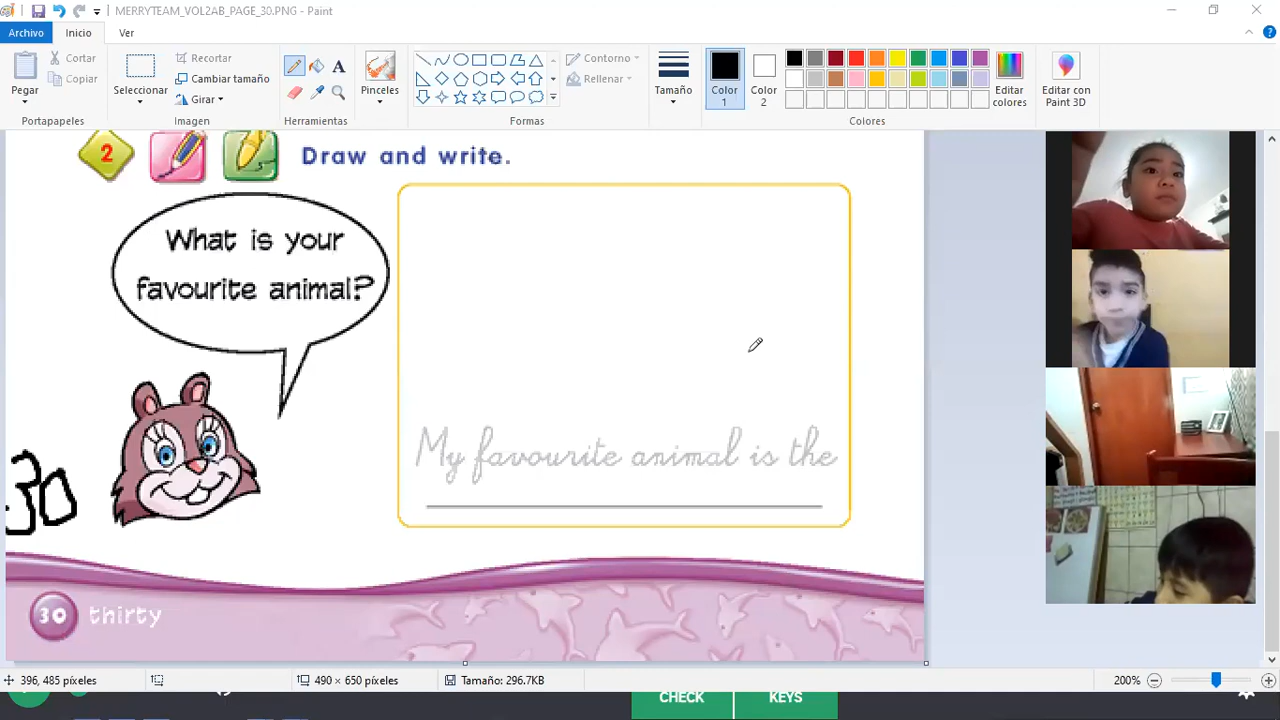 MERRYTEAM_VOL2AB_PAGE_30.PNG - Paint
Archivo Inicio Ver
Pegar
Cortar
Copiar
Portapapeles
Seleccionar
Recortar
Cambiar tamaño
Girar
Imagen
A
Pinceles
Herramientas
Contorno
Rellenar
Formas
Tamaño
Color 1
Color 2
Editar colores
Colores
Editar con Paint 3D
2 Draw and write.
What is your
favourite animal?
My favourite animal is the
30
30 thirty
396, 485 píxeles
490 × 650 píxeles
Tamaño: 296.7KB
200%
CHECK KEYS